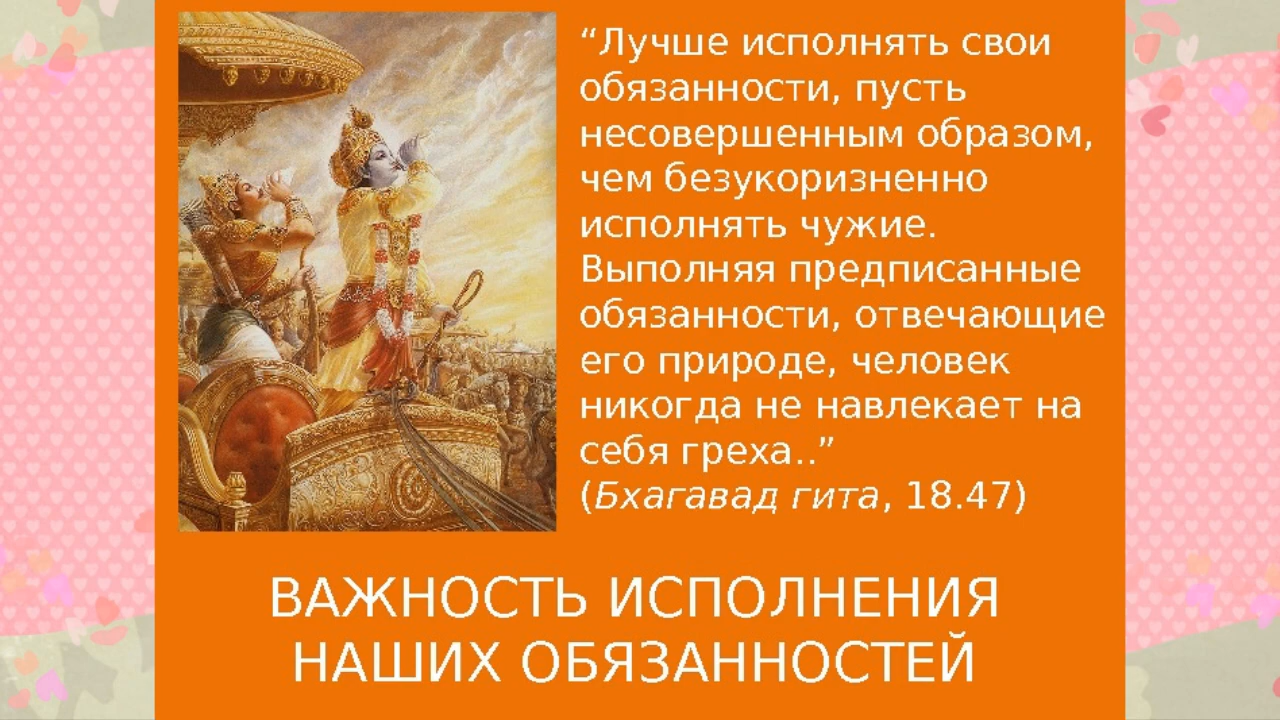 “Лучше исполнять свои
обязанности, пусть
несовершенным образом,
чем безукоризненно
исполнять чужие.
Выполняя предписанные
обязанности, отвечающие
его природе, человек
никогда не навлекает на
себя греха..”
(Бхагавад гита, 18.47)
ВАЖНОСТЬ ИСПОЛНЕНИЯ
НАШИХ ОБЯЗАННОСТЕЙ